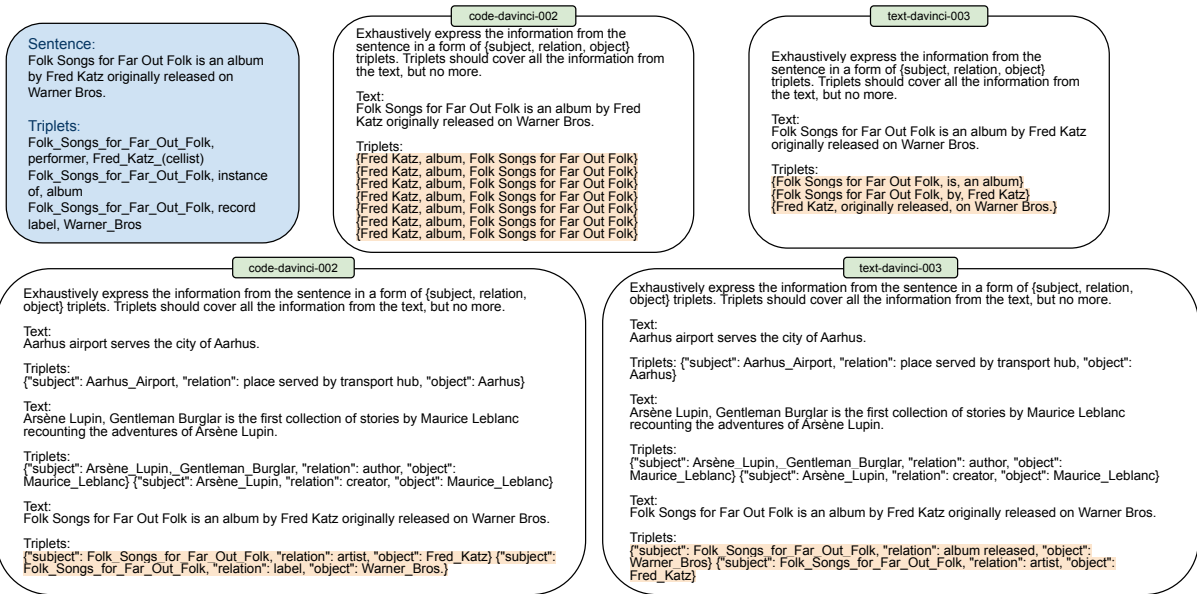 Sentence:
Folk Songs for Far Out Folk is an album
by Fred Katz originally released on
Warner Bros.
Triplets:
Folk_Songs_for_Far_Out_Folk,
performer, Fred_Katz_(cellist)
Folk_Songs_for_Far_Out_Folk, instance
of, album
Folk_Songs_for_Far_Out_Folk, record
label, Warner_Bros
code-davinci-002
Exhaustively express the information from the
sentence in a form of {subject, relation, object}
triplets. Triplets should cover all the information from
the text, but no more.
Text:
Folk Songs for Far Out Folk is an album by Fred
Katz originally released on Warner Bros.
Triplets:
{Fred Katz, album, Folk Songs for Far Out Folk}
{Fred Katz, album, Folk Songs for Far Out Folk}
{Fred Katz, album, Folk Songs for Far Out Folk}
{Fred Katz, album, Folk Songs for Far Out Folk}
{Fred Katz, album, Folk Songs for Far Out Folk}
{Fred Katz, album, Folk Songs for Far Out Folk}
{Fred Katz, album, Folk Songs for Far Out Folk}
text-davinci-003
Exhaustively express the information from the
sentence in a form of {subject, relation, object}
triplets. Triplets should cover all the information from
the text, but no more.
Text:
Folk Songs for Far Out Folk is an album by Fred Katz
originally released on Warner Bros.
Triplets:
{Folk Songs for Far Out Folk, is, an album}
{Folk Songs for Far Out Folk, by, Fred Katz}
{Fred Katz, originally released, on Warner Bros.}
code-davinci-002
Exhaustively express the information from the sentence in a form of {subject, relation,
object} triplets. Triplets should cover all the information from the text, but no more.
Text:
Aarhus airport serves the city of Aarhus.
Triplets:
{"subject": Aarhus_Airport, "relation": place served by transport hub, "object": Aarhus}
Text:
Arsène Lupin, Gentleman Burglar is the first collection of stories by Maurice Leblanc
recounting the adventures of Arsène Lupin.
Triplets:
{"subject": Arsène_Lupin,_Gentleman_Burglar, "relation": author, "object":
Maurice_Leblanc} {"subject": Arsène_Lupin, "relation": creator, "object": Maurice_Leblanc}
Text:
Folk Songs for Far Out Folk is an album by Fred Katz originally released on Warner Bros.
Triplets:
{"subject": Folk_Songs_for_Far_Out_Folk, "relation": artist, "object": Fred_Katz} {"subject":
Folk_Songs_for_Far_Out_Folk, "relation": label, "object": Warner_Bros.}
text-davinci-003
Exhaustively express the information from the sentence in a form of {subject, relation,
object} triplets. Triplets should cover all the information from the text, but no more.
Text:
Aarhus airport serves the city of Aarhus.
Triplets: {"subject": Aarhus_Airport, "relation": place served by transport hub, "object":
Aarhus}
Text:
Arsène Lupin, Gentleman Burglar is the first collection of stories by Maurice Leblanc
recounting the adventures of Arsène Lupin.
Triplets:
{"subject": Arsène_Lupin,_Gentleman_Burglar, "relation": author, "object":
Maurice_Leblanc} {"subject": Arsène_Lupin, "relation": creator, "object": Maurice_Leblanc}
Text:
Folk Songs for Far Out Folk is an album by Fred Katz originally released on Warner Bros.
Triplets:
{"subject": Folk_Songs_for_Far_Out_Folk, "relation": album released, "object":
Warner_Bros} {"subject": Folk_Songs_for_Far_Out_Folk, "relation": artist, "object":
Fred_Katz}